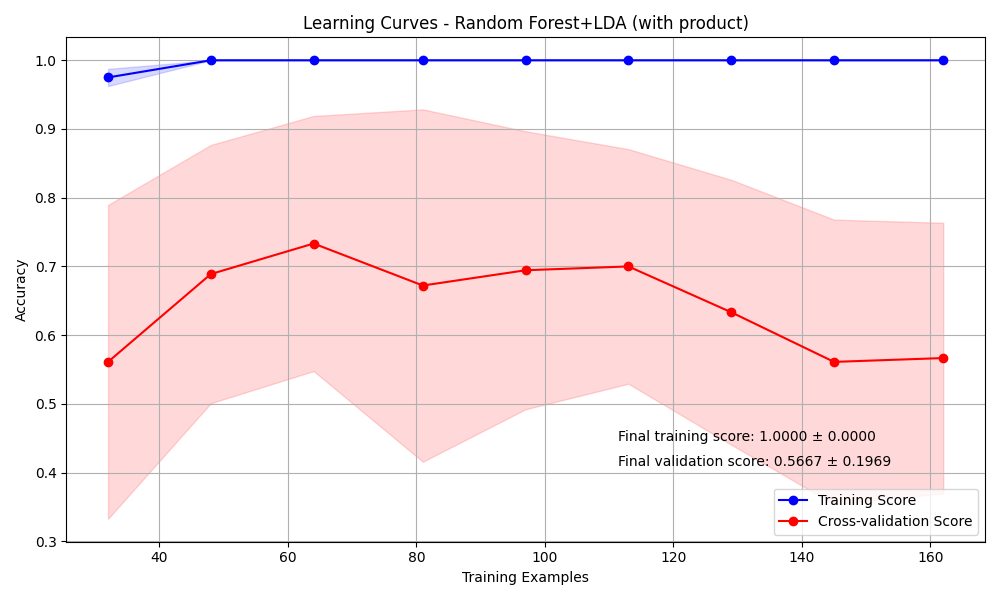 Learning Curves - Random Forest+LDA (with product)
Accuracy
1.0
0.9
0.8
0.7
0.6
0.5
0.4
0.3
Final training score: 1.0000 ± 0.0000
Final validation score: 0.5667 ± 0.1969
Training Score
Cross-validation Score
40 60 80 100 120 140 160
Training Examples